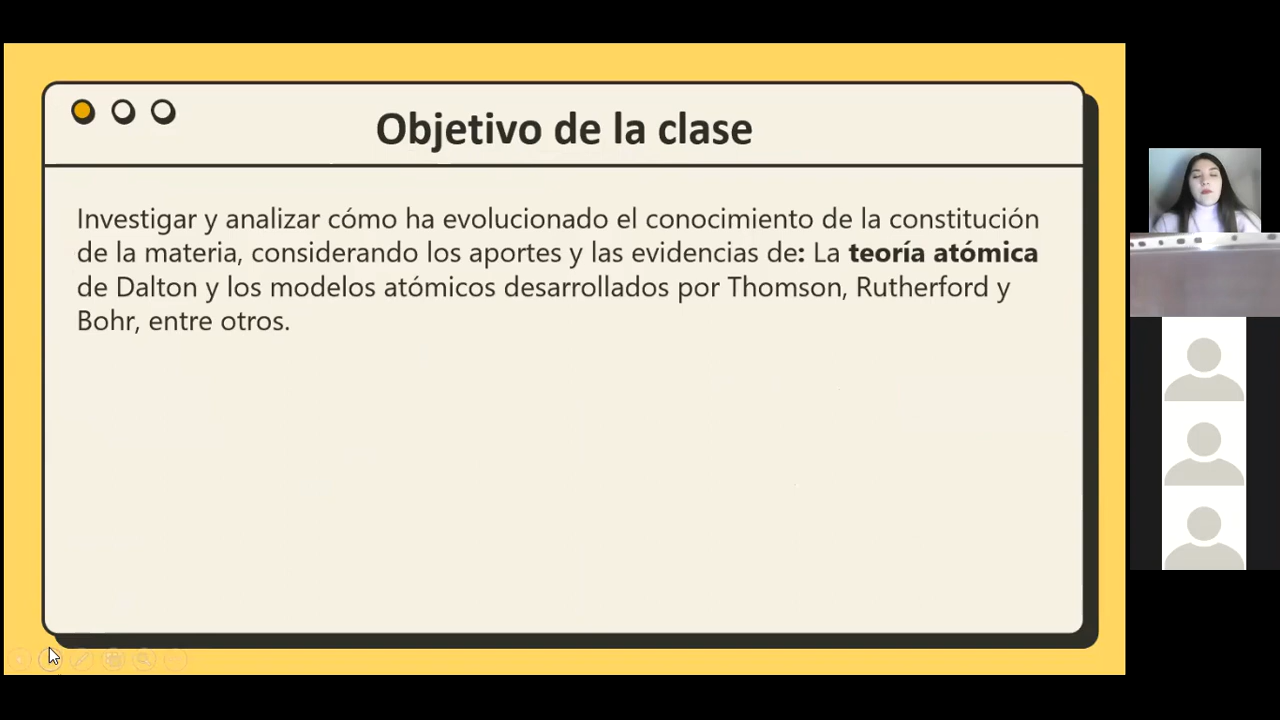 Objetivo de la clase
Investigar y analizar cómo ha evolucionado el conocimiento de la constitución
de la materia, considerando los aportes y las evidencias de: La teoría atómica
de Dalton y los modelos atómicos desarrollados por Thomson, Rutherford y
Bohr, entre otros.